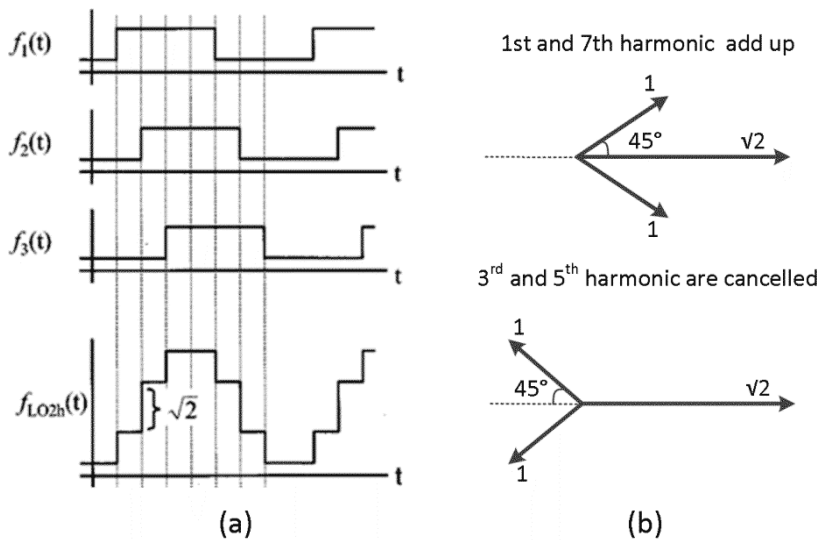 f₁(t)
t
f₂(t)
t
f₃(t)
t
f_LO2h(t)
√2
t
(a)
1st and 7th harmonic add up
1
45°
√2
1
3ʳᵈ and 5ᵗʰ harmonic are cancelled
1
45°
√2
1
(b)